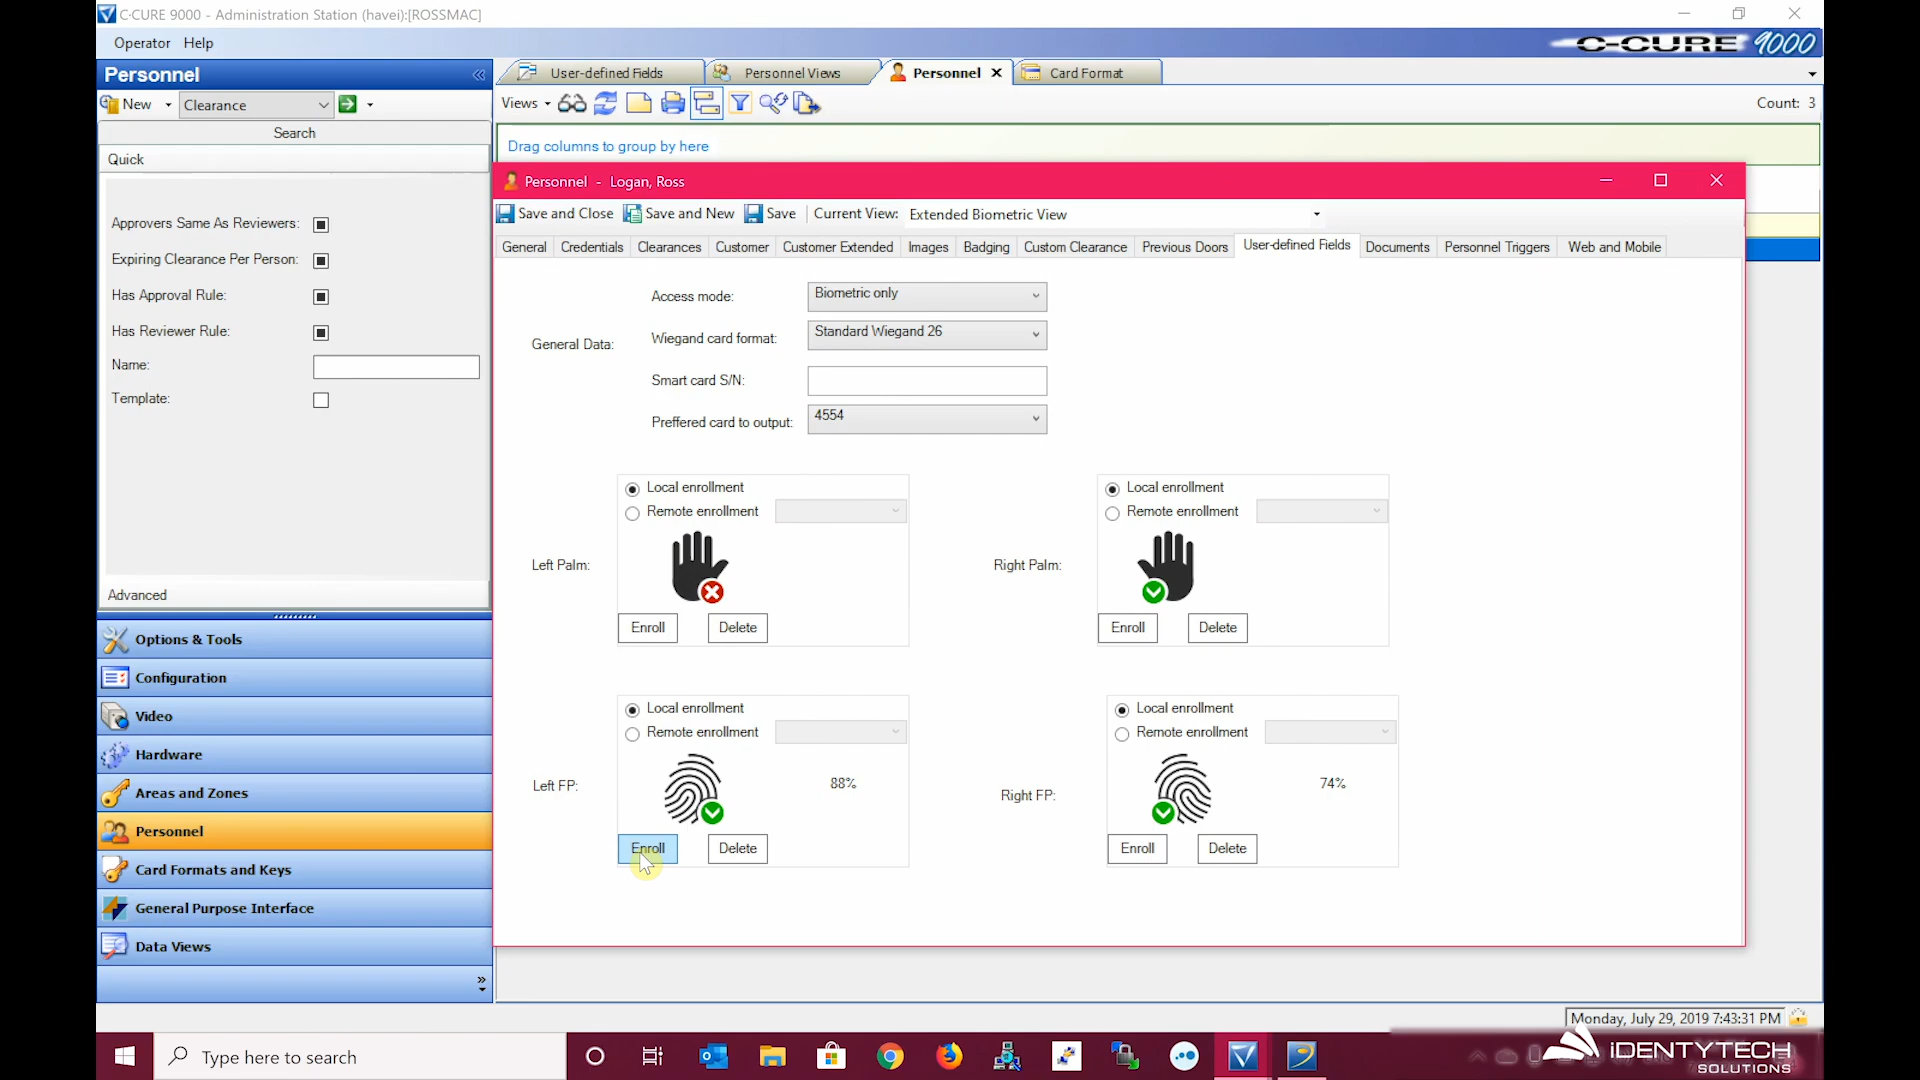 C•CURE 9000 - Administration Station (havei):[ROSSMAC]
Operator Help
C•CURE 9000
Personnel
User-defined Fields
Personnel Views
Personnel
Card Format
New
Clearance
Views
Count: 3
Search
Quick
Drag columns to group by here
Personnel - Logan, Ross
Save and Close
Save and New
Save
Current View:
Extended Biometric View
General
Credentials
Clearances
Customer
Customer Extended
Images
Badging
Custom Clearance
Previous Doors
User-defined Fields
Documents
Personnel Triggers
Web and Mobile
Approvers Same As Reviewers:
Expiring Clearance Per Person:
Has Approval Rule:
Has Reviewer Rule:
Name:
Template:
Advanced
General Data:
Access mode:
Biometric only
Wiegand card format:
Standard Wiegand 26
Smart card S/N:
Preffered card to output:
4554
Left Palm:
Local enrollment
Remote enrollment
Enroll
Delete
Right Palm:
Local enrollment
Remote enrollment
Enroll
Delete
Left FP:
Local enrollment
Remote enrollment
88%
Enroll
Delete
Right FP:
Local enrollment
Remote enrollment
74%
Enroll
Delete
Options & Tools
Configuration
Video
Hardware
Areas and Zones
Personnel
Card Formats and Keys
General Purpose Interface
Data Views
Monday, July 29, 2019 7:43:31 PM
Type here to search
iDENTYTECH
SOLUTIONS